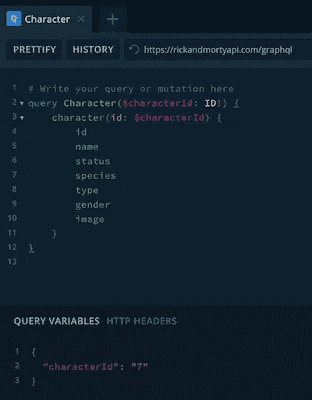 Q Character +
PRETTIFY HISTORY https://rickandmortyapi.com/graphql
1 # Write your query or mutation here
2 query Character($characterId: ID!) {
3 character(id: $characterId) {
4 id
5 name
6 status
7 species
8 type
9 gender
10 image
11 }
12 }
13
QUERY VARIABLES HTTP HEADERS
1 {
2 "characterId": "7"
3 }